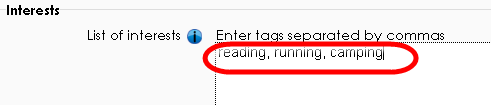 Interests
List of interests Enter tags separated by commas
reading, running, camping